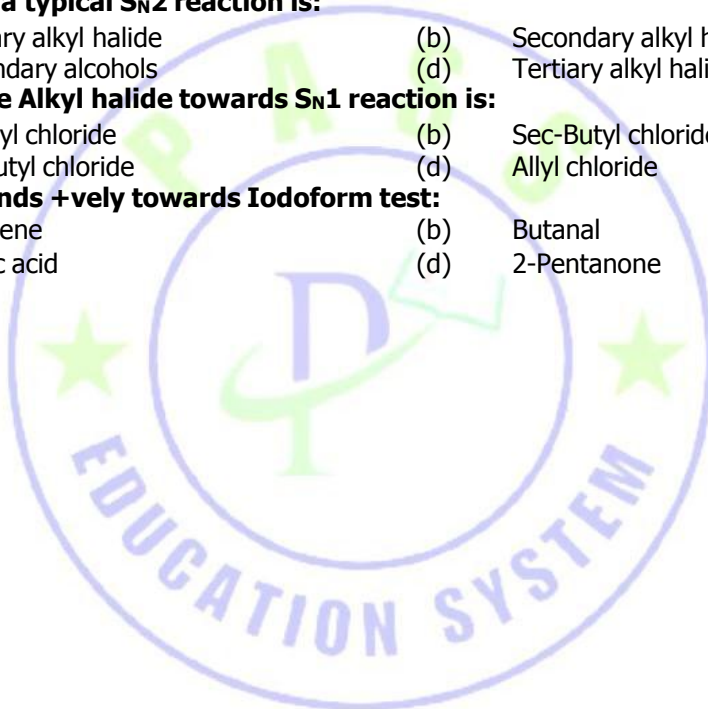 a typical SN2 reaction is:
ary alkyl halide (b) Secondary alkyl h
ndary alcohols (d) Tertiary alkyl hali
e Alkyl halide towards SN1 reaction is:
yl chloride (b) Sec-Butyl chloride
utyl chloride (d) Allyl chloride
nds +vely towards Iodoform test:
ene (b) Butanal
c acid (d) 2-Pentanone
P A C
P
EDUCATION SYSTEM